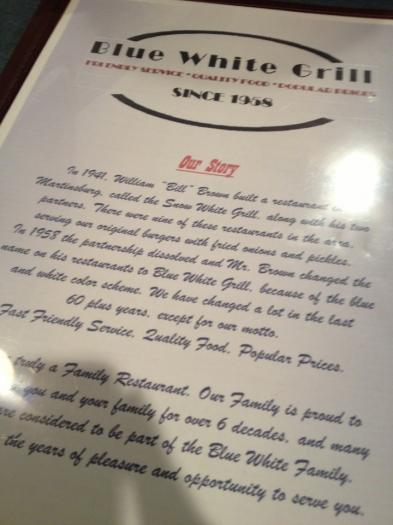 Blue White Grill
FRIENDLY SERVICE * QUALITY FOOD * POPULAR PRICES
SINCE 1958
Our Story
In 1941, William "Bill" Brown built a restaurant
Martinsburg, called the Snow White Grill, along with his two
partners. There were nine of these restaurants in the area,
serving our original burgers with fried onions and pickles.
In 1958 the partnership dissolved and Mr. Brown changed the
name on his restaurants to Blue White Grill, because of the blue
and white color scheme. We have changed a lot in the last
60 plus years, except for our motto.
Fast Friendly Service, Quality Food, Popular Prices.
truly a Family Restaurant. Our Family is proud to
you and your family for over 6 decades, and many
are considered to be part of the Blue White Family.
the years of pleasure and opportunity to serve you.